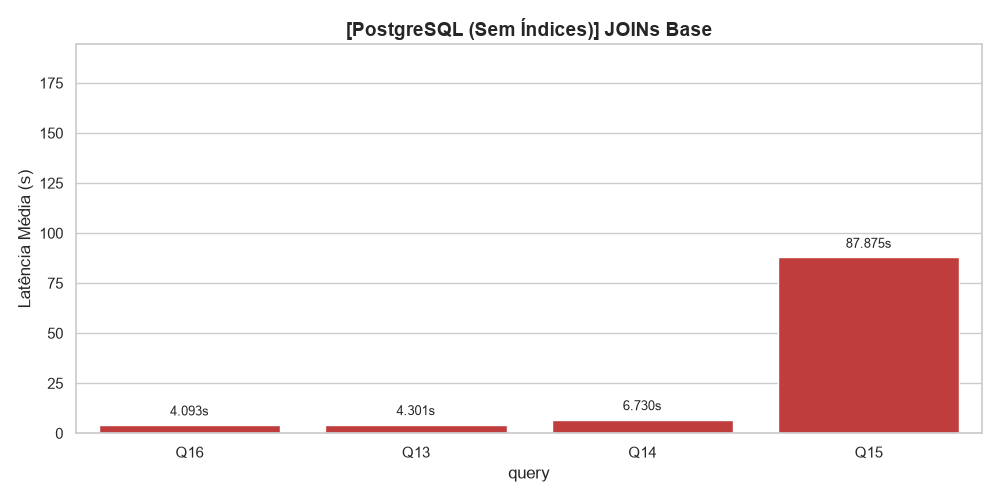 [PostgreSQL (Sem Índices)] JOINs Base
Latência Média (s)
175
150
125
100
75
50
25
0
4.093s
4.301s
6.730s
87.875s
Q16
Q13
Q14
Q15
query